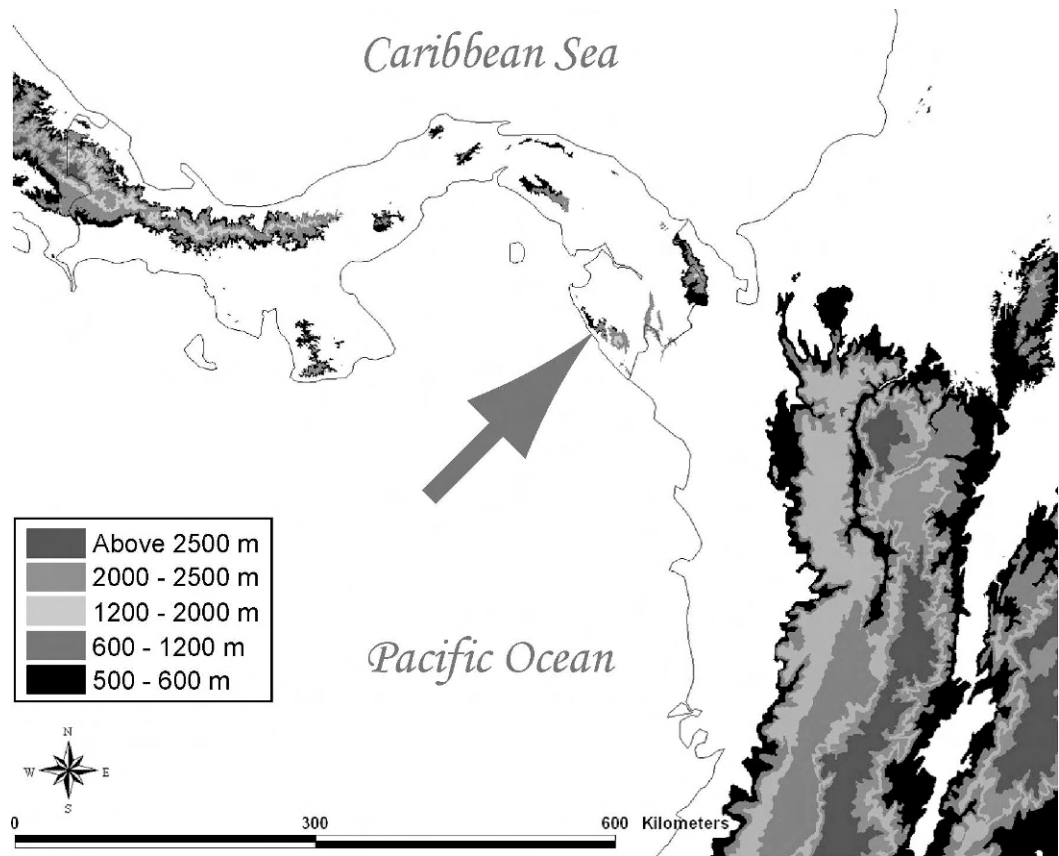 Caribbean Sea
Above 2500 m
2000 - 2500 m
1200 - 2000 m
600 - 1200 m
500 - 600 m
Pacific Ocean
N
W E
S
0 300 600 Kilometers